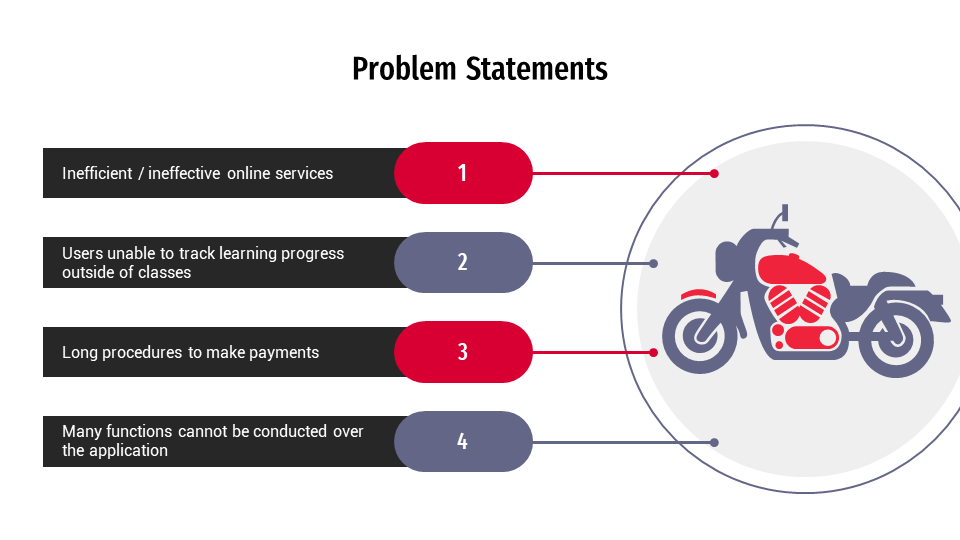 Problem Statements
Inefficient / ineffective online services
1
Users unable to track learning progress
outside of classes
2
Long procedures to make payments
3
Many functions cannot be conducted over
the application
4